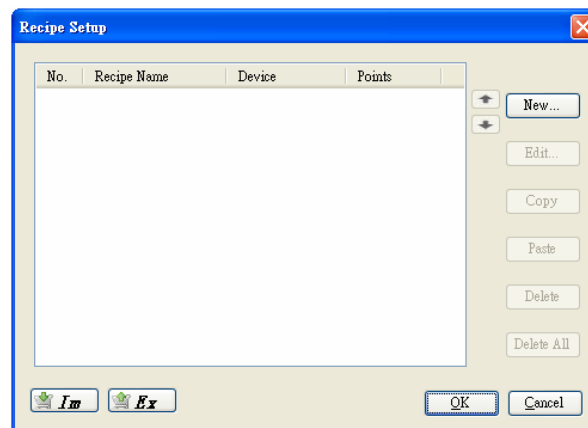 Recipe Setup
No. Recipe Name Device Points
New...
Edit...
Copy
Paste
Delete
Delete All
Im Ex OK Cancel